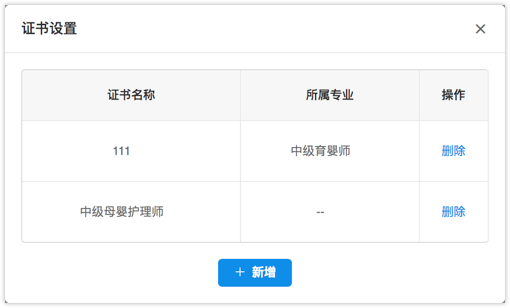 证书设置
证书名称 所属专业 操作
111 中级育婴师 删除
中级母婴护理师 -- 删除
+ 新增